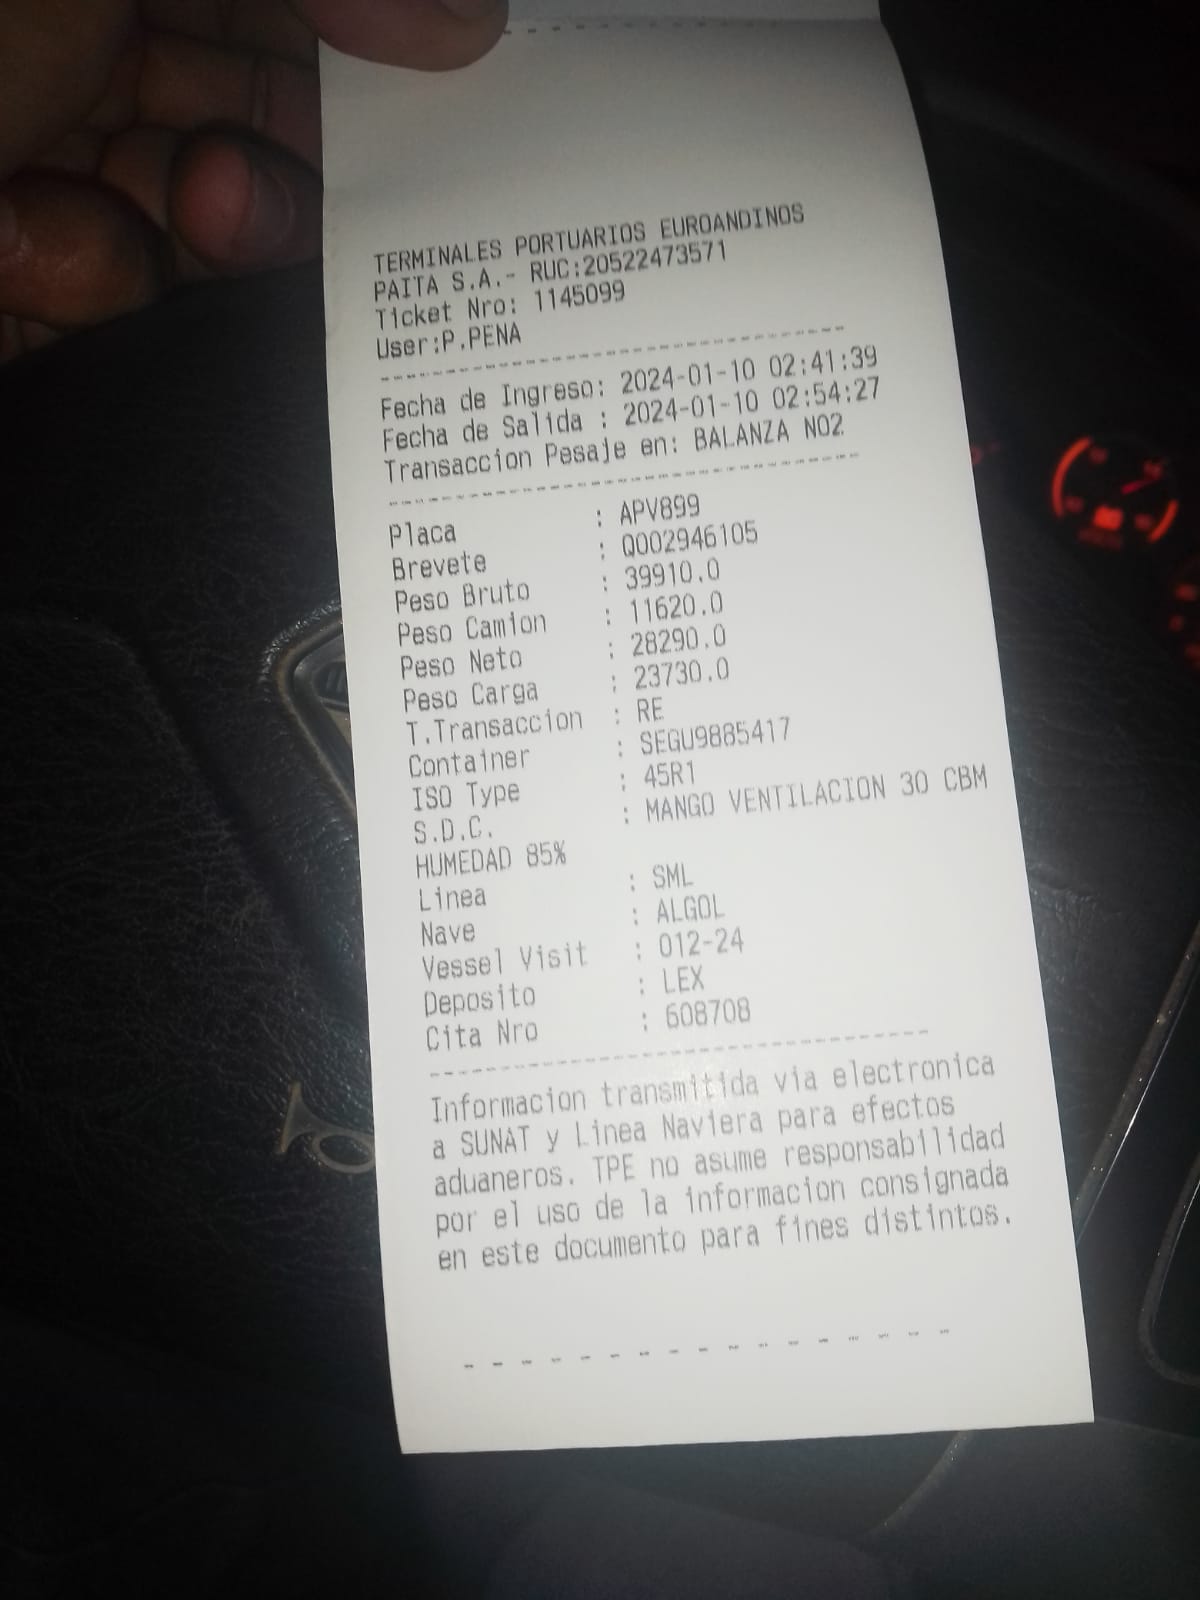 TERMINALES PORTUARIOS EUROANDINOS
PAITA S.A.- RUC:20522473571
Ticket Nro: 1145099
User:P.PENA
Fecha de Ingreso: 2024-01-10 02:41:39
Fecha de Salida : 2024-01-10 02:54:27
Transaccion Pesaje en: BALANZA NO2
Placa : APV899
Brevete : Q002946105
Peso Bruto : 39910.0
Peso Camion : 11620.0
Peso Neto : 28290.0
Peso Carga : 23730.0
T.Transaccion : RE
Container : SEGU9885417
ISO Type : 45R1
S.D.C. : MANGO VENTILACION 30 CBM
HUMEDAD 85%
Linea : SML
Nave : ALGOL
Vessel Visit : 012-24
Deposito : LEX
Cita Nro : 608708
Informacion transmitida via electronica
a SUNAT y Linea Naviera para efectos
aduaneros. TPE no asume responsabilidad
por el uso de la informacion consignada
en este documento para fines distintos.